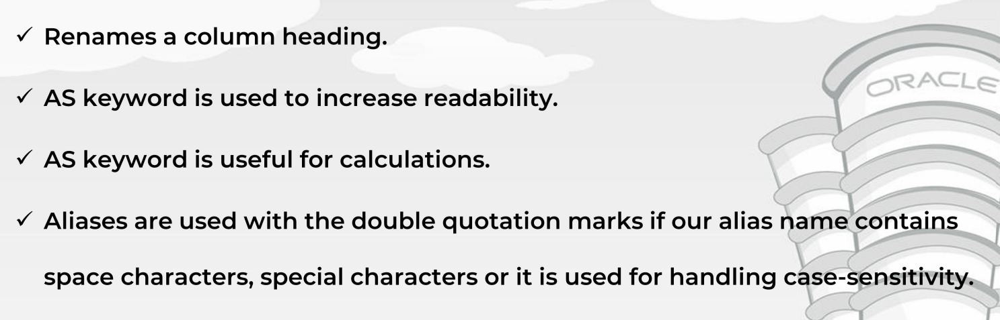 ✓ Renames a column heading.
✓ AS keyword is used to increase readability.
✓ AS keyword is useful for calculations.
✓ Aliases are used with the double quotation marks if our alias name contains
space characters, special characters or it is used for handling case-sensitivity.
ORACLE